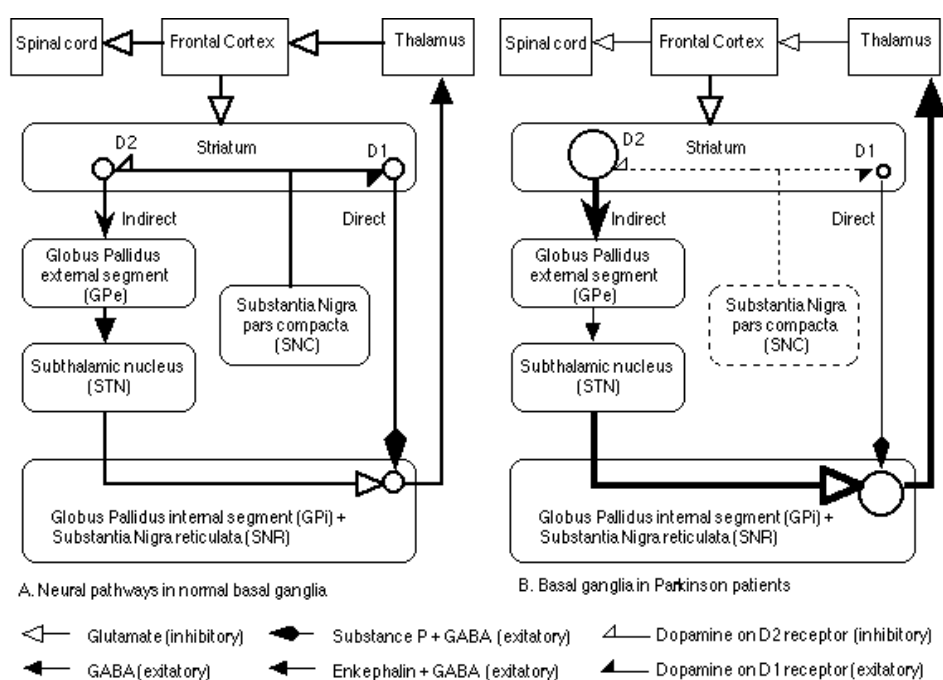 Spinal cord
Frontal Cortex
Thalamus
D2
Striatum
D1
Indirect
Direct
Globus Pallidus
external segment
(GPe)
Substantia Nigra
pars compacta
(SNC)
Subthalamic nucleus
(STN)
Globus Pallidus internal segment (GPi) +
Substantia Nigra reticulata (SNR)
A. Neural pathways in normal basal ganglia
Spinal cord
Frontal Cortex
Thalamus
D2
Striatum
D1
Indirect
Direct
Globus Pallidus
external segment
(GPe)
Substantia Nigra
pars compacta
(SNC)
Subthalamic nucleus
(STN)
Globus Pallidus internal segment (GPi) +
Substantia Nigra reticulata (SNR)
B. Basal ganglia in Parkinson patients
Glutamate (inhibitory)
Substance P + GABA (exitatory)
Dopamine on D2 receptor (inhibitory)
GABA (exitatory)
Enkephalin + GABA (exitatory)
Dopamine on D1 receptor (exitatory)